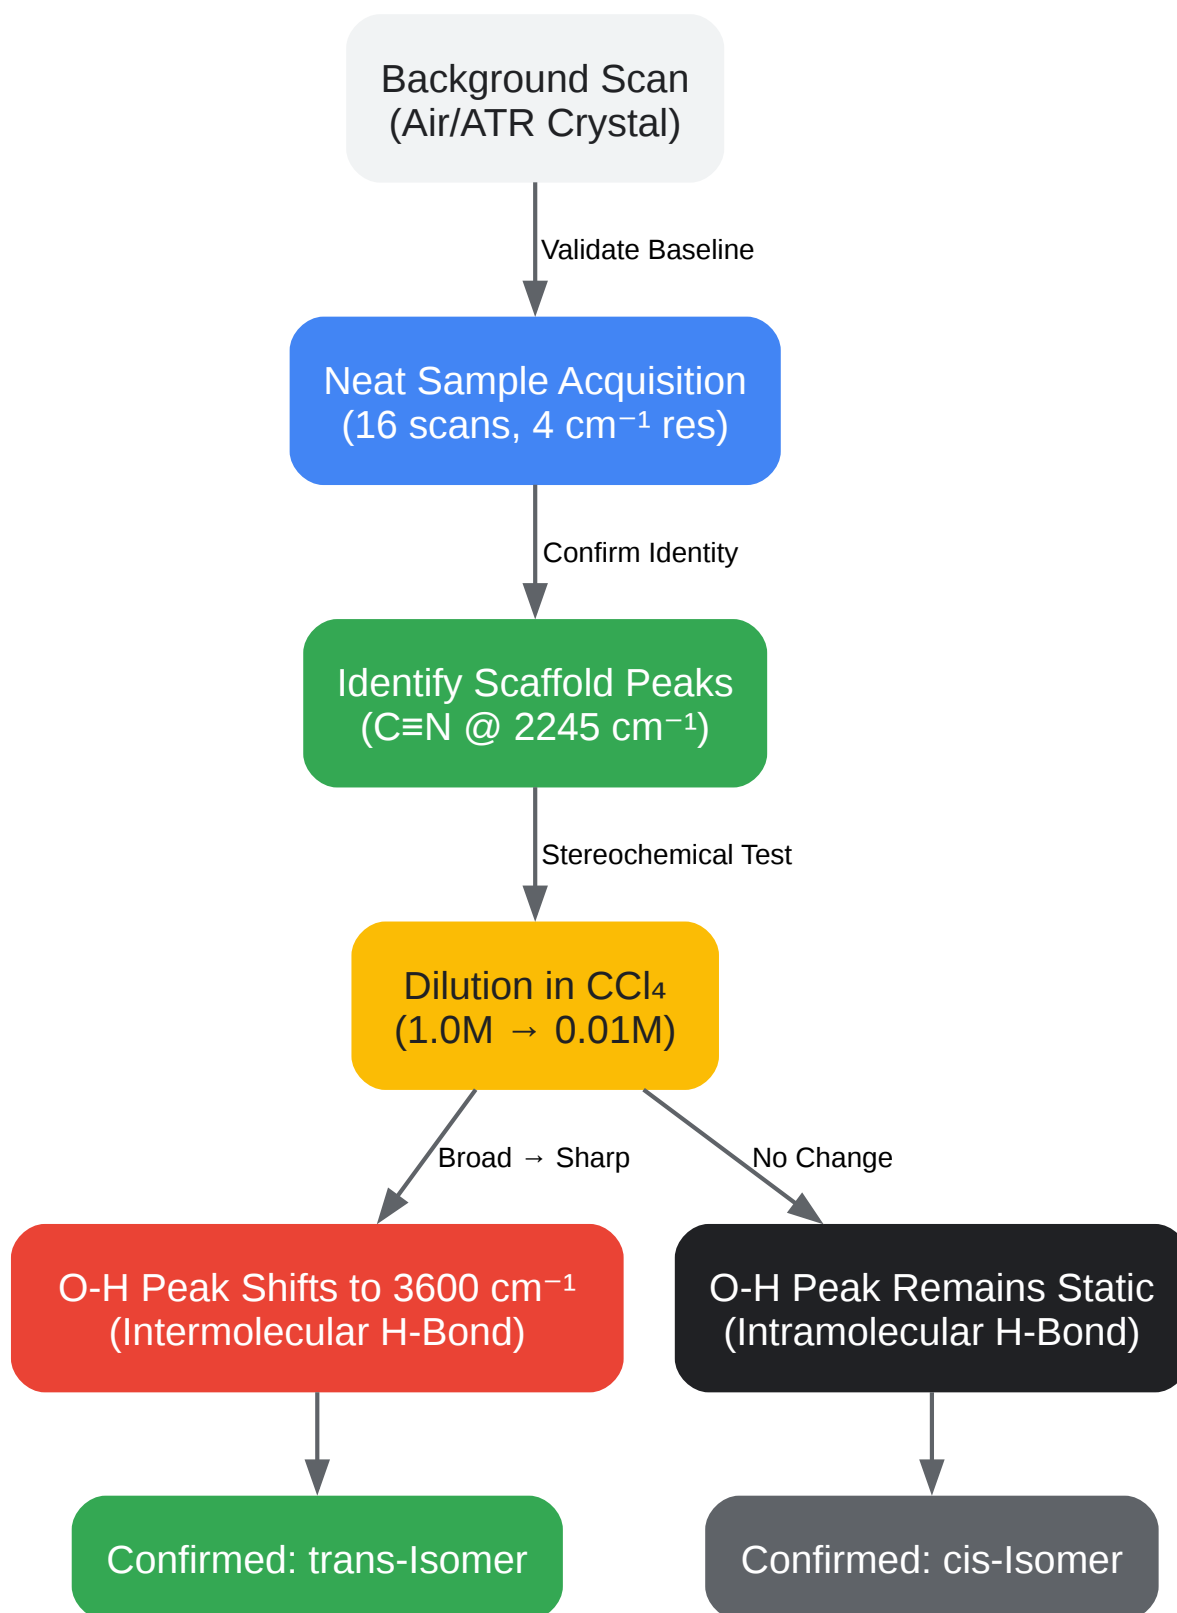 Background Scan
(Air/ATR Crystal)
Validate Baseline
Neat Sample Acquisition
(16 scans, 4 cm⁻¹ res)
Confirm Identity
Identify Scaffold Peaks
(C≡N @ 2245 cm⁻¹)
Stereochemical Test
Dilution in CCl₄
(1.0M → 0.01M)
Broad → Sharp
No Change
O-H Peak Shifts to 3600 cm⁻¹
(Intermolecular H-Bond)
O-H Peak Remains Static
(Intramolecular H-Bond)
Confirmed: trans-Isomer
Confirmed: cis-Isomer